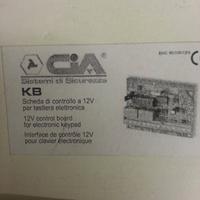 CIA
Sistemi di Sicurezza
KB
Scheda di controllo a 12V
per tastiera elettronica
12V control board
for electronic keypad
Interface de contrôle 12V
pour clavier électronique
CE